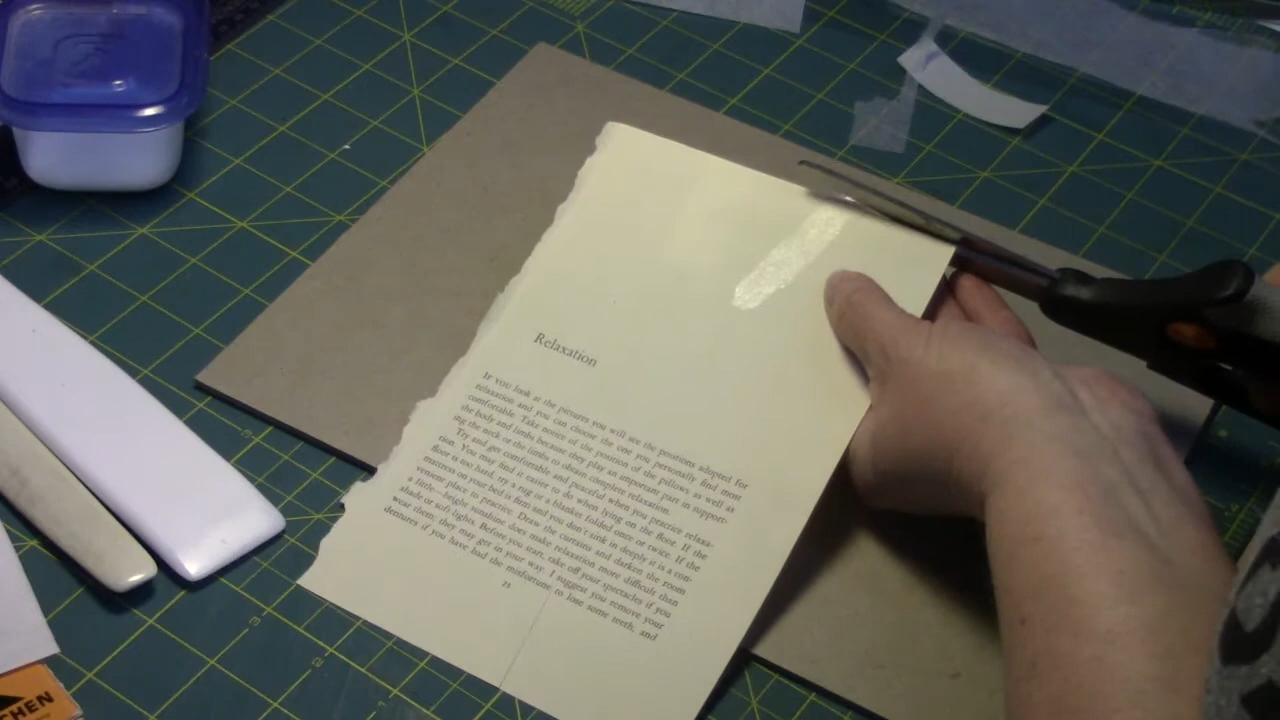 Relaxation
IF YOU look at the pictures you will see the positions adopted for
relaxation and you can choose the one you personally find most
comfortable. Take notice of the position of the pillows, as well as
the body and limbs because they play an important part in support-
ing the neck or the limbs to obtain complete relaxation.
Try and get comfortable and peaceful when you practice relaxa-
tion. You may find it easier to do when lying on the floor. If the
floor is too hard, try a rug or a blanket folded once or twice. If the
mattress on your bed is firm and you don't sink in deeply it is a con-
venient place to practice. Draw the curtains and darken the room
a little—bright sunshine does make relaxation more difficult than
shade or soft lights. Before you start, take off your spectacles if you
wear them: they may get in your way. I suggest you remove your
dentures if you have had the misfortune to lose some teeth, and
CHEN